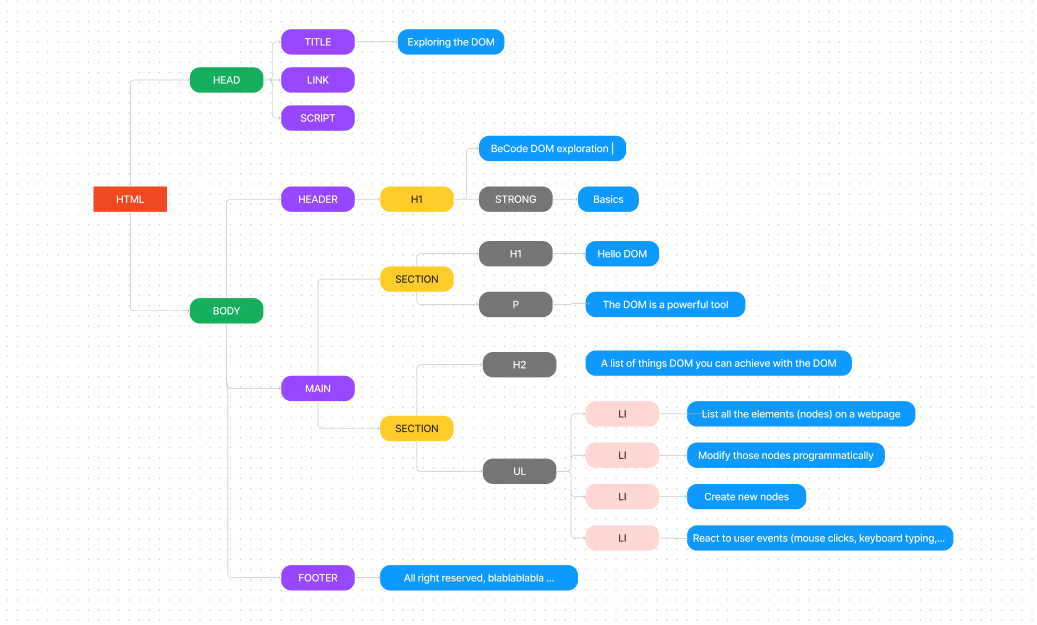 TITLE
Exploring the DOM
HEAD
LINK
SCRIPT
BeCode DOM exploration |
HTML
HEADER
H1
STRONG
Basics
H1
Hello DOM
SECTION
P
The DOM is a powerful tool
BODY
H2
A list of things DOM you can achieve with the DOM
MAIN
LI
List all the elements (nodes) on a webpage
SECTION
LI
Modify those nodes programmatically
UL
LI
Create new nodes
LI
React to user events (mouse clicks, keyboard typing,...
FOOTER
All right reserved, blablablabla ...